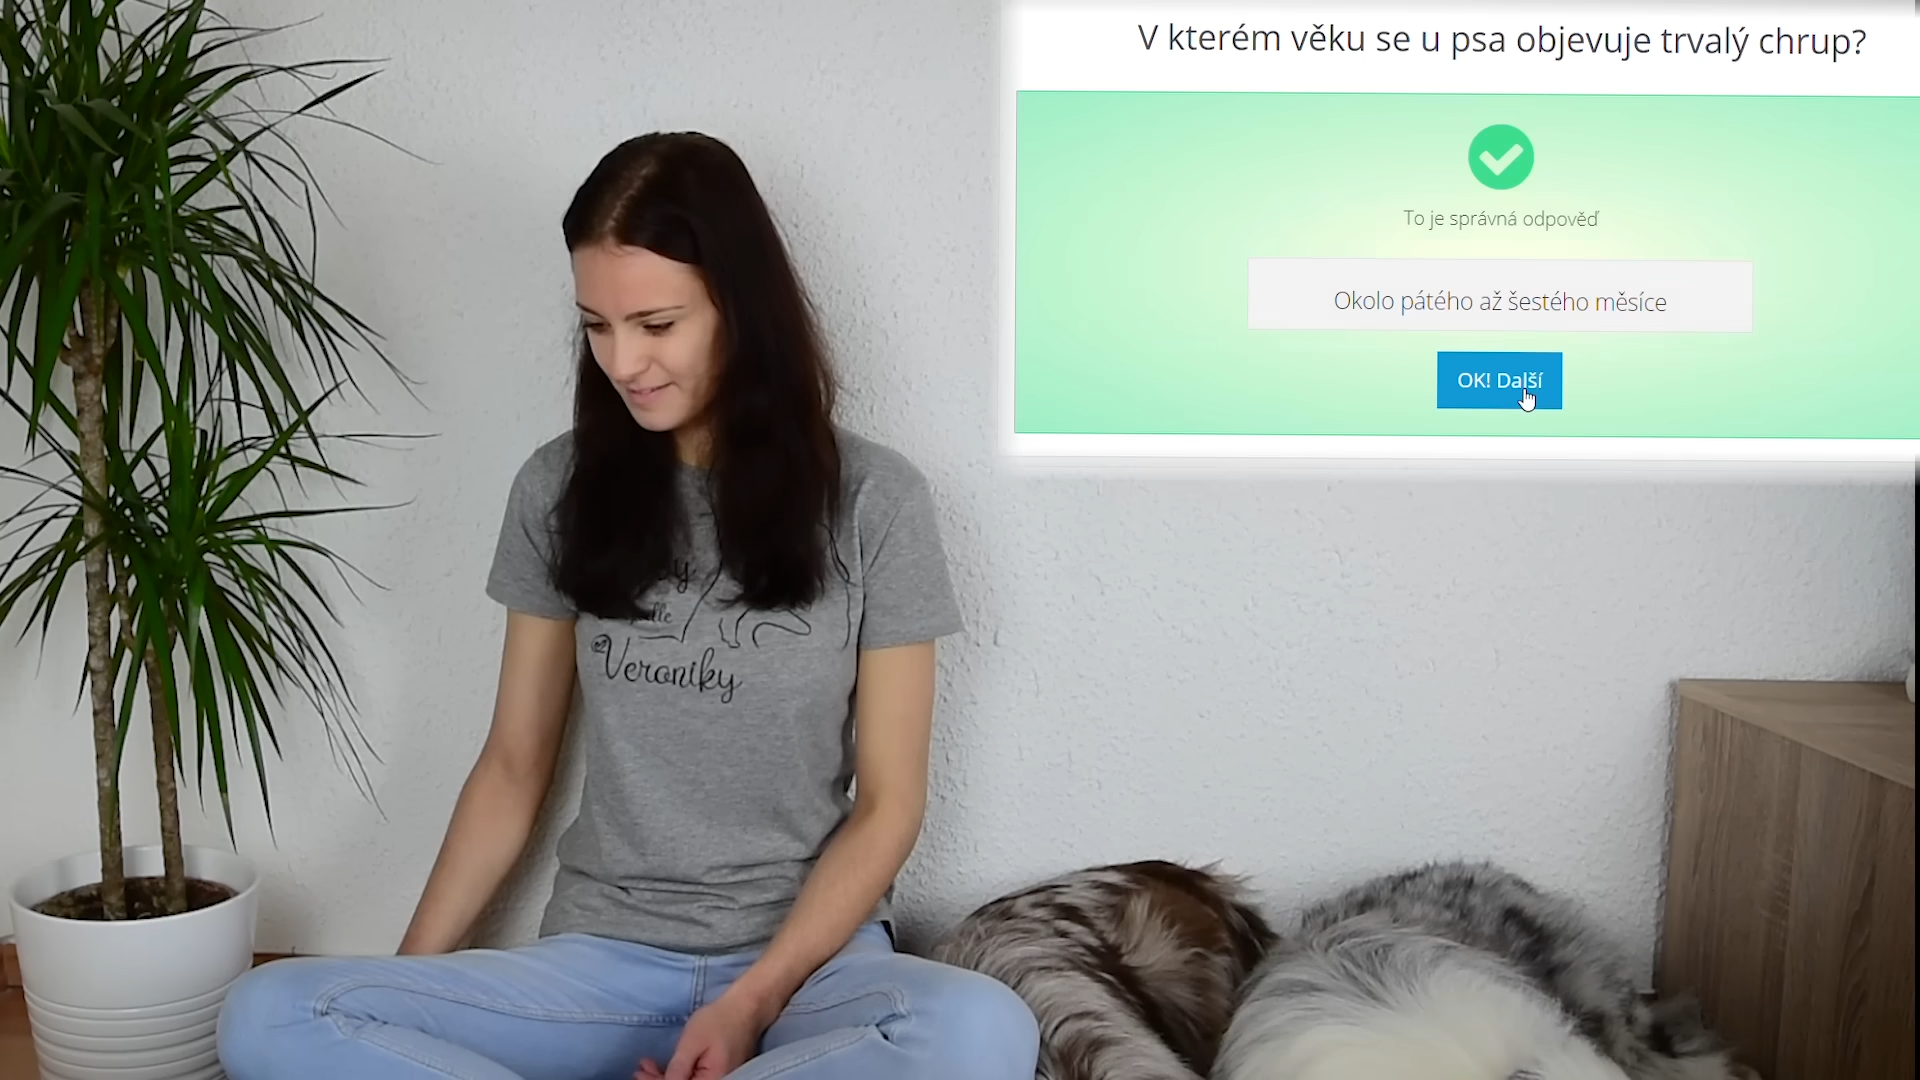 V kterém věku se u psa objevuje trvalý chrup?
To je správná odpověď
Okolo pátého až šestého měsíce
OK! Další
Veroniky